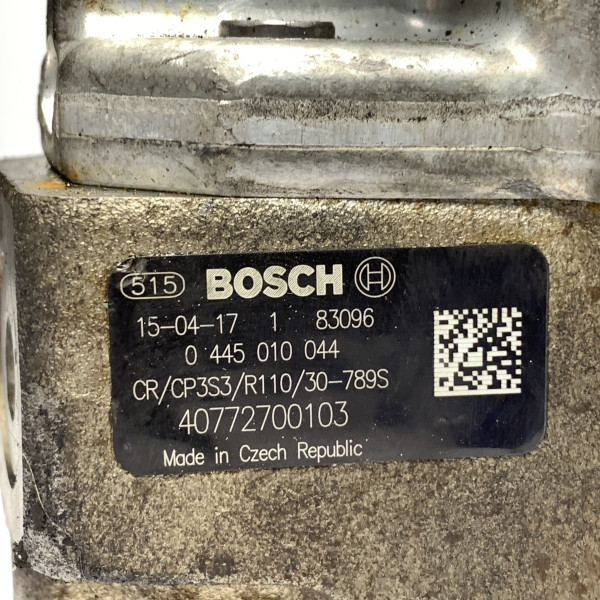 515 BOSCH
15-04-17 1 83096
0 445 010 044
CR/CP3S3/R110/30-789S
40772700103
Made in Czech Republic